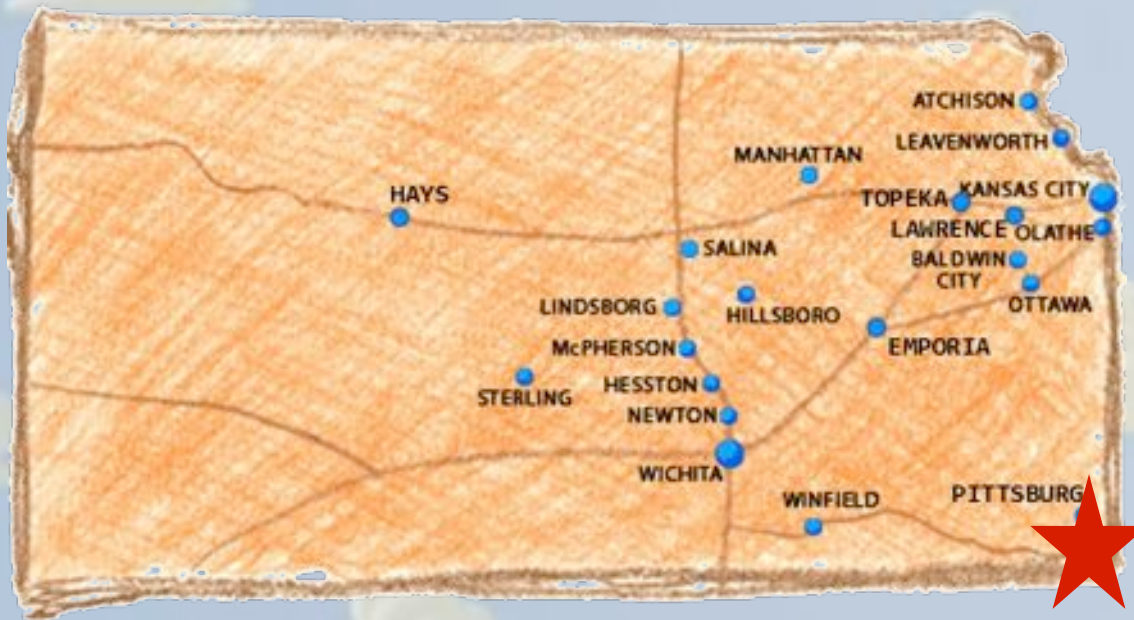 ATCHISON
LEAVENWORTH
MANHATTAN
HAYS
TOPEKA
KANSAS CITY
LAWRENCE
OLATHE
SALINA
BALDWIN
CITY
OTTAWA
LINDSBORG
HILLSBORO
McPHERSON
EMPORIA
STERLING
HESSTON
NEWTON
WICHITA
WINFIELD
PITTSBURG